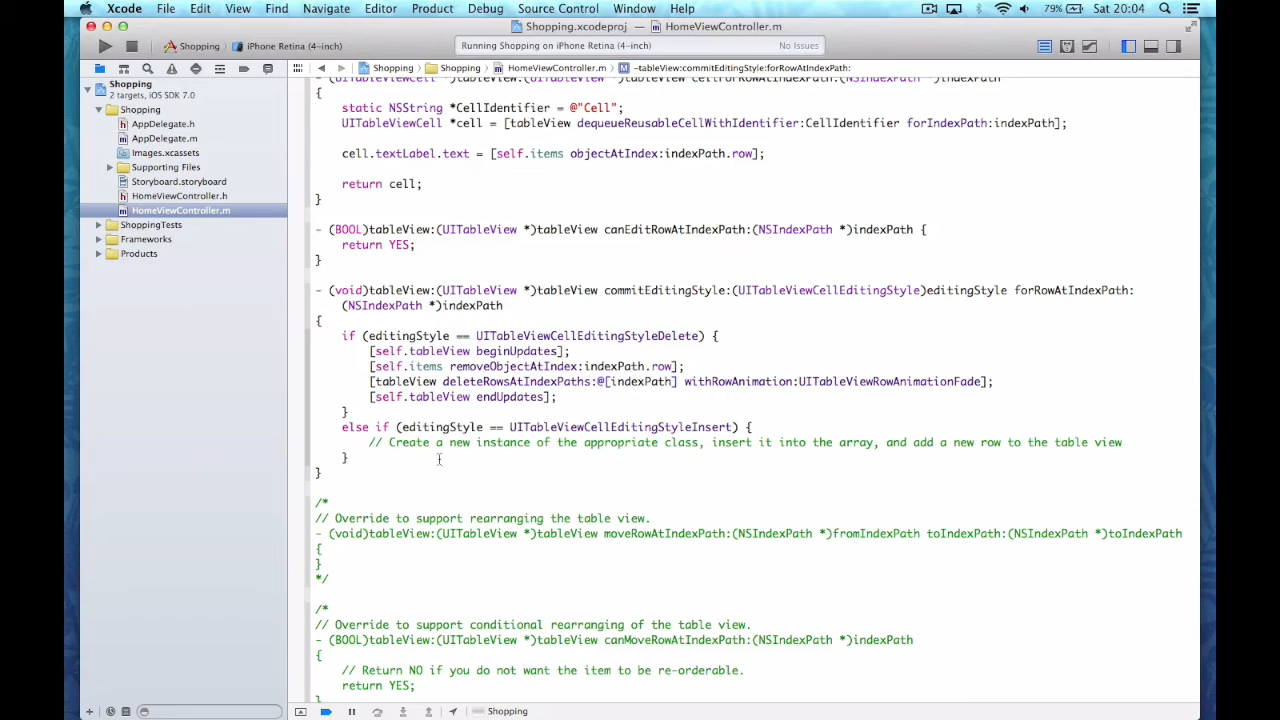 Xcode File Edit View Find Navigate Editor Product Debug Source Control Window Help 79% Sat 20:04
Shopping.xcodeproj — HomeViewController.m
Shopping iPhone Retina (4-inch) Running Shopping on iPhone Retina (4-inch) No Issues
Shopping Shopping HomeViewController.m -tableView:commitEditingStyle:forRowAtIndexPath:
Shopping
2 targets, iOS SDK 7.0
Shopping
AppDelegate.h
AppDelegate.m
Images.xcassets
Supporting Files
Storyboard.storyboard
HomeViewController.h
HomeViewController.m
ShoppingTests
Frameworks
Products
- (UITableViewCell *)tableView:(UITableView *)tableView cellForRowAtIndexPath:(NSIndexPath *)indexPath
{
static NSString *CellIdentifier = @"Cell";
UITableViewCell *cell = [tableView dequeueReusableCellWithIdentifier:CellIdentifier forIndexPath:indexPath];
cell.textLabel.text = [self.items objectAtIndex:indexPath.row];
return cell;
}
- (BOOL)tableView:(UITableView *)tableView canEditRowAtIndexPath:(NSIndexPath *)indexPath {
return YES;
}
- (void)tableView:(UITableView *)tableView commitEditingStyle:(UITableViewCellEditingStyle)editingStyle forRowAtIndexPath:
(NSIndexPath *)indexPath
{
if (editingStyle == UITableViewCellEditingStyleDelete) {
[self.tableView beginUpdates];
[self.items removeObjectAtIndex:indexPath.row];
[tableView deleteRowsAtIndexPaths:@[indexPath] withRowAnimation:UITableViewRowAnimationFade];
[self.tableView endUpdates];
}
else if (editingStyle == UITableViewCellEditingStyleInsert) {
// Create a new instance of the appropriate class, insert it into the array, and add a new row to the table view
}
}
/*
// Override to support rearranging the table view.
- (void)tableView:(UITableView *)tableView moveRowAtIndexPath:(NSIndexPath *)fromIndexPath toIndexPath:(NSIndexPath *)toIndexPath
{
}
*/
/*
// Override to support conditional rearranging of the table view.
- (BOOL)tableView:(UITableView *)tableView canMoveRowAtIndexPath:(NSIndexPath *)indexPath
{
// Return NO if you do not want the item to be re-orderable.
return YES;
}
Shopping